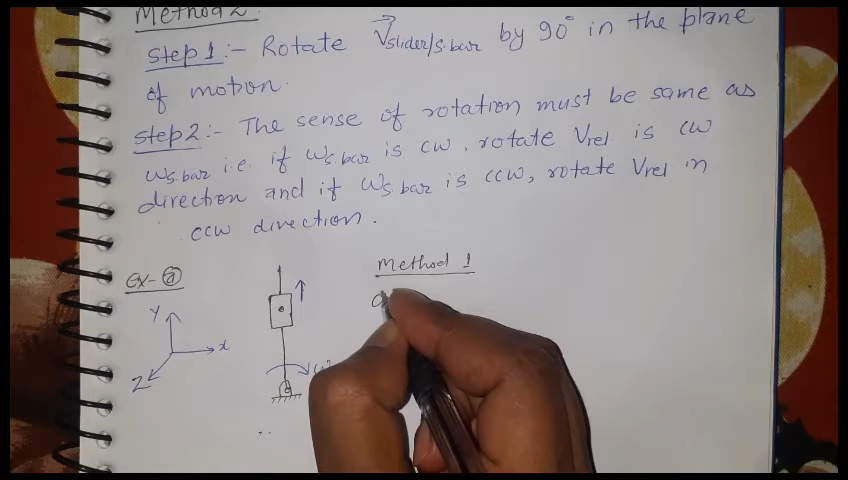 Method 2
Step 1:- Rotate V slider/s.bar by 90° in the plane
of motion.
Step 2:- The sense of rotation must be same as
ωs.bar i.e. if ωs.bar is CW, rotate Vrel is CW
direction and if ωs.bar is CCW, rotate Vrel in
CCW direction.
Ex- ⓐ
Method 1
Y
x
Z